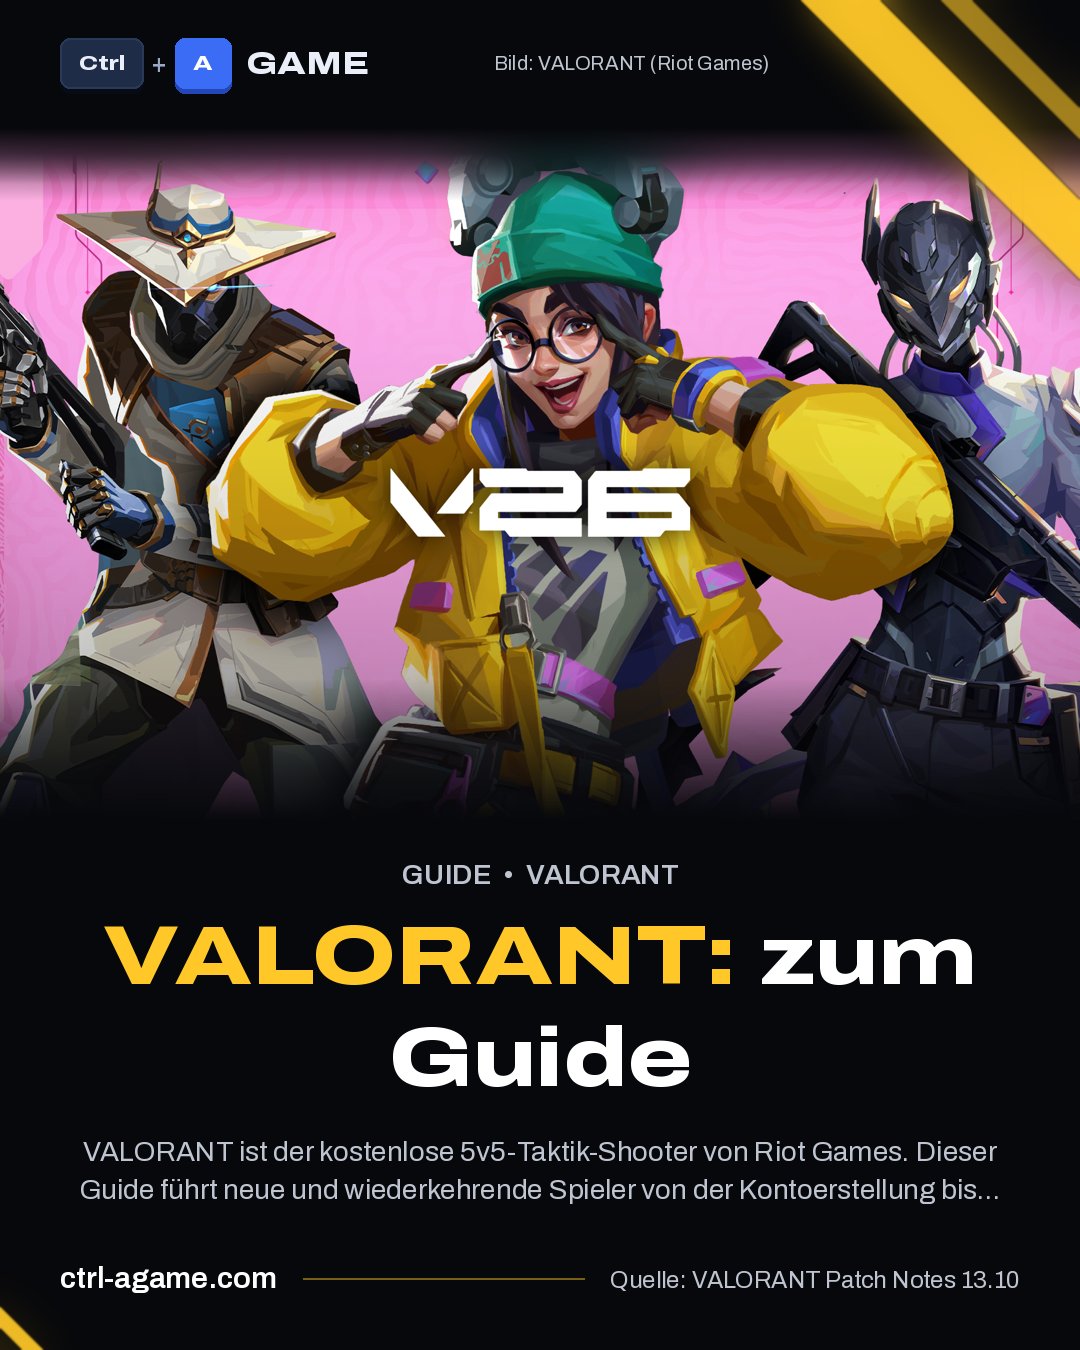 Ctrl + A GAME
Bild: VALORANT (Riot Games)
V26
GUIDE • VALORANT
VALORANT: zum
Guide
VALORANT ist der kostenlose 5v5-Taktik-Shooter von Riot Games. Dieser
Guide führt neue und wiederkehrende Spieler von der Kontoerstellung bis...
ctrl-agame.com
Quelle: VALORANT Patch Notes 13.10